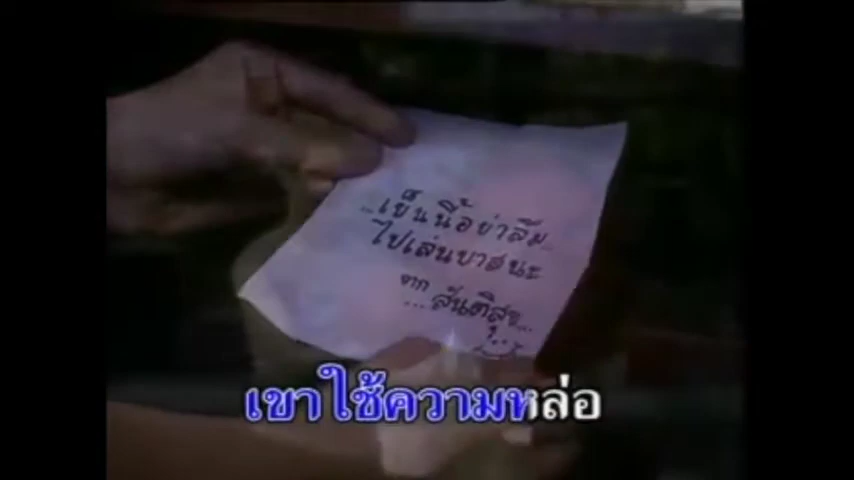 ..เย็นนี้อย่าลืม..
ไปเล่นบาสนะ
จาก
...สันติสุข...
เขาใช้ความหล่อ